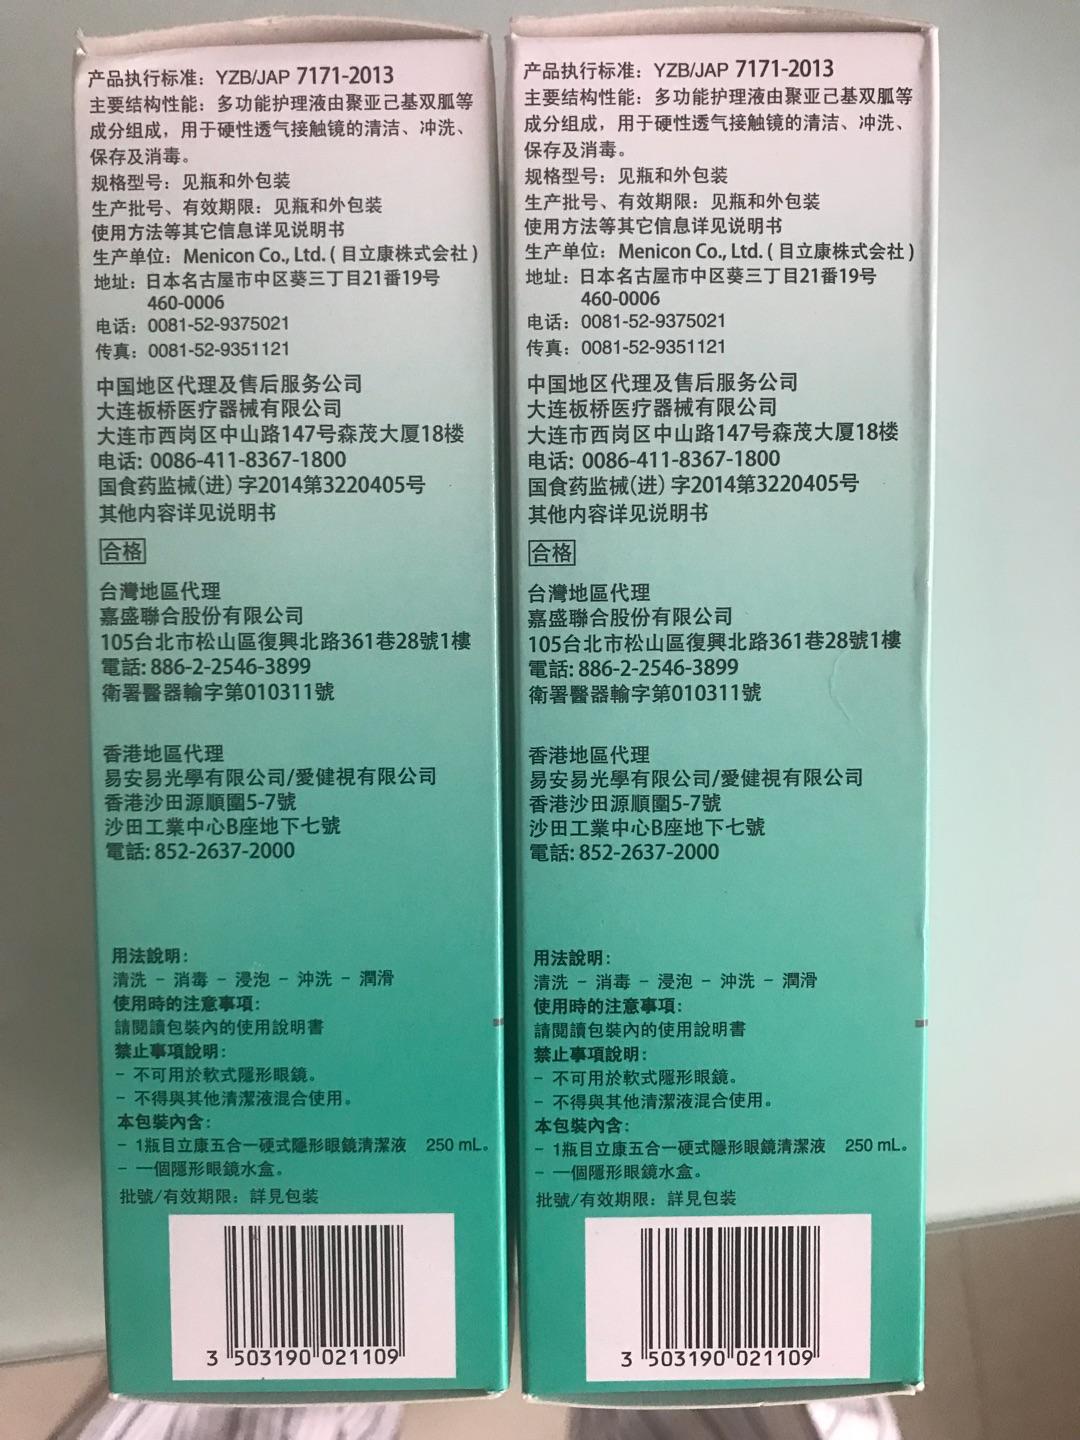 产品执行标准：YZB/JAP 7171-2013
主要结构性能：多功能护理液由聚亚己基双胍等
成分组成，用于硬性透气接触镜的清洁、冲洗、
保存及消毒。
规格型号：见瓶和外包装
生产批号、有效期限：见瓶和外包装
使用方法等其它信息详见说明书
生产单位：Menicon Co., Ltd. ( 目立康株式会社 )
地址：日本名古屋市中区葵三丁目21番19号
460-0006
电话：0081-52-9375021
传真：0081-52-9351121
中国地区代理及售后服务公司
大连板桥医疗器械有限公司
大连市西岗区中山路147号森茂大厦18楼
电话: 0086-411-8367-1800
国食药监械(进) 字2014第3220405号
其他内容详见说明书
合格
台灣地區代理
嘉盛聯合股份有限公司
105台北市松山區復興北路361巷28號1樓
電話: 886-2-2546-3899
衛署醫器輸字第010311號
香港地區代理
易安易光學有限公司/愛健視有限公司
香港沙田源順圍5-7號
沙田工業中心B座地下七號
電話: 852-2637-2000
用法說明：
清洗 – 消毒 – 浸泡 – 沖洗 – 潤滑
使用時的注意事項：
請閱讀包裝內的使用說明書
禁止事項說明：
– 不可用於軟式隱形眼鏡。
– 不得與其他清潔液混合使用。
本包裝內含：
– 1瓶目立康五合一硬式隱形眼鏡清潔液 250 mL。
– 一個隱形眼鏡水盒。
批號/有效期限：詳見包装
3 503190 021109
产品执行标准：YZB/JAP 7171-2013
主要结构性能：多功能护理液由聚亚己基双胍等
成分组成，用于硬性透气接触镜的清洁、冲洗、
保存及消毒。
规格型号：见瓶和外包装
生产批号、有效期限：见瓶和外包装
使用方法等其它信息详见说明书
生产单位：Menicon Co., Ltd. ( 目立康株式会社 )
地址：日本名古屋市中区葵三丁目21番19号
460-0006
电话：0081-52-9375021
传真：0081-52-9351121
中国地区代理及售后服务公司
大连板桥医疗器械有限公司
大连市西岗区中山路147号森茂大厦18楼
电话: 0086-411-8367-1800
国食药监械(进) 字2014第3220405号
其他内容详见说明书
合格
台灣地區代理
嘉盛聯合股份有限公司
105台北市松山區復興北路361巷28號1樓
電話: 886-2-2546-3899
衛署醫器輸字第010311號
香港地區代理
易安易光學有限公司/愛健視有限公司
香港沙田源順圍5-7號
沙田工業中心B座地下七號
電話: 852-2637-2000
用法說明：
清洗 – 消毒 – 浸泡 – 沖洗 – 潤滑
使用時的注意事項：
請閱讀包裝內的使用說明書
禁止事項說明：
– 不可用於軟式隱形眼鏡。
– 不得與其他清潔液混合使用。
本包裝內含：
– 1瓶目立康五合一硬式隱形眼鏡清潔液 250 mL。
– 一個隱形眼鏡水盒。
批號/有效期限：詳見包装
3 503190 021109